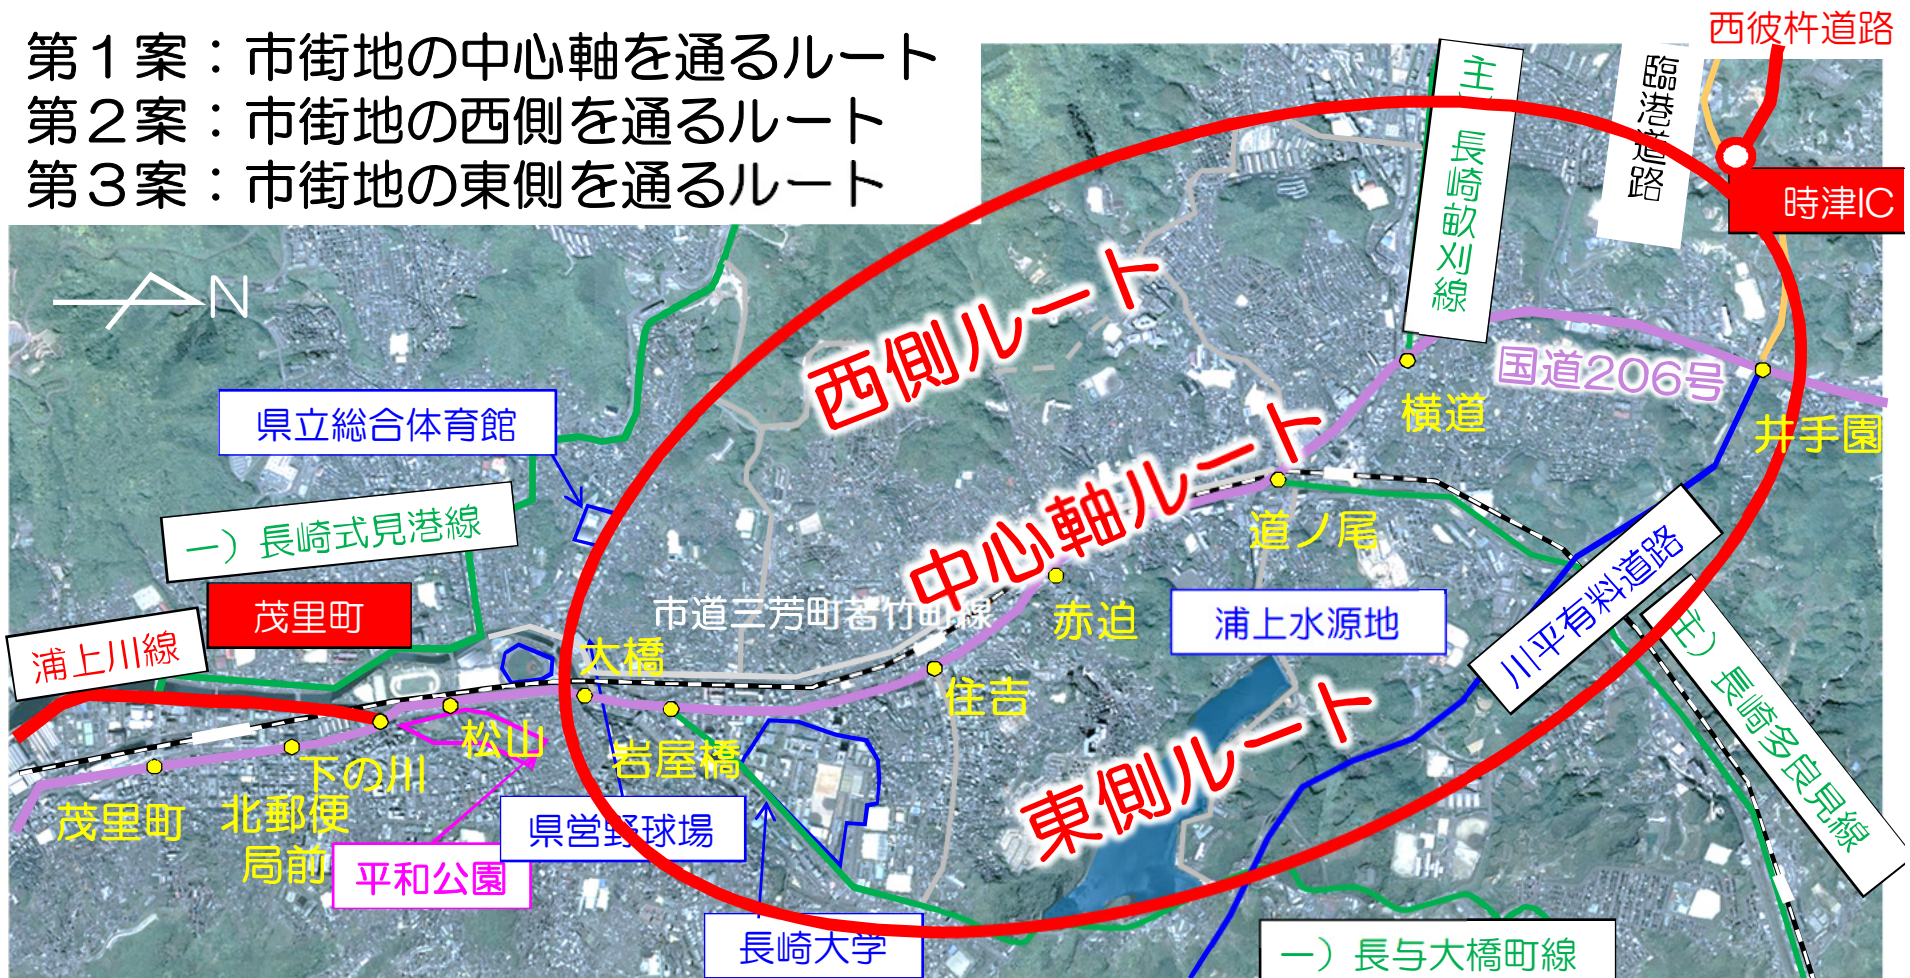 西彼杵道路
第１案：市街地の中心軸を通るルート
第２案：市街地の西側を通るルート
第３案：市街地の東側を通るルート
臨港道路
主）長崎畝刈線
時津IC
N
西側ルート
国道206号
県立総合体育館
横道
井手園
中心軸ルート
一）長崎式見港線
道ノ尾
川平有料道路
茂里町
市道三芳町若竹町線
赤迫
浦上水源地
浦上川線
大橋
主）長崎多良見線
住吉
松山
岩屋橋
東側ルート
下の川
茂里町
北郵便
局前
県営野球場
平和公園
長崎大学
一）長与大橋町線